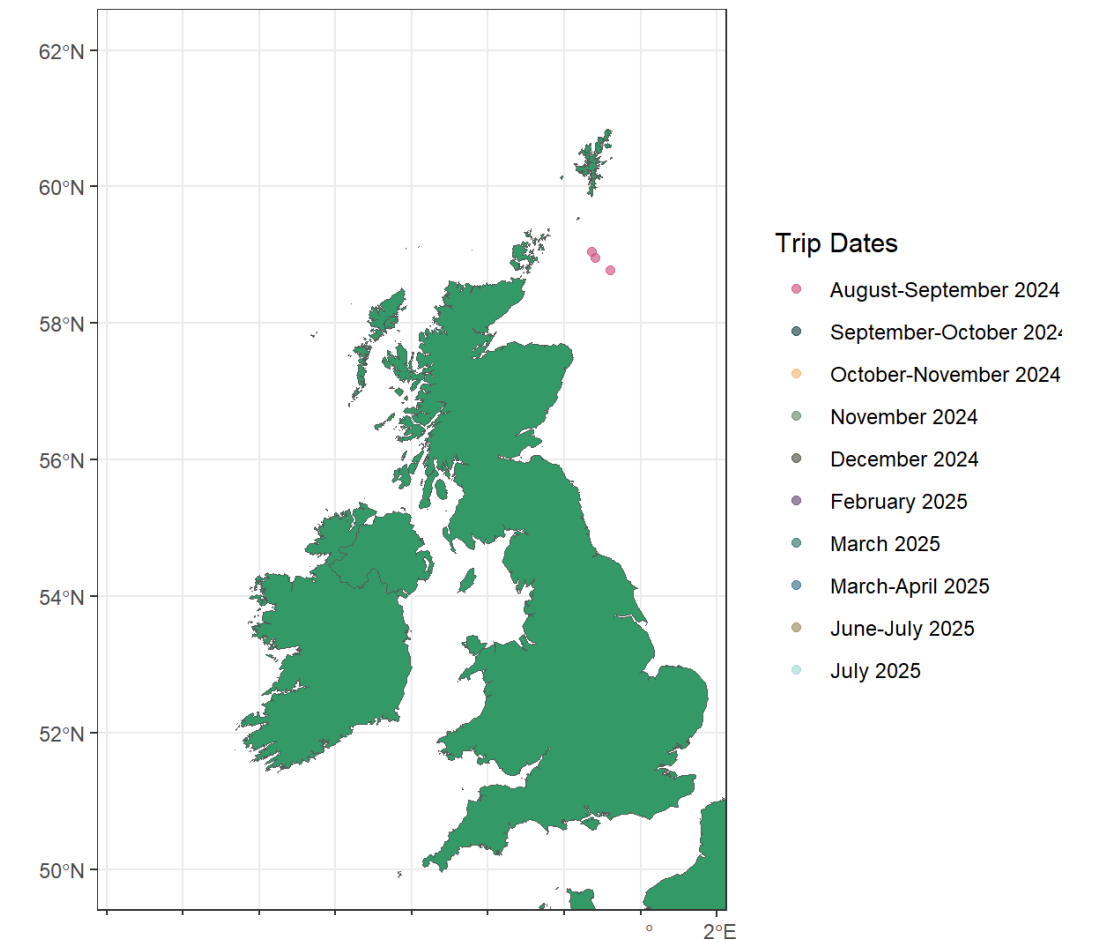 62°N
60°N
58°N
56°N
54°N
52°N
50°N
°
2°E
Trip Dates
August-September 2024
September-October 2024
October-November 2024
November 2024
December 2024
February 2025
March 2025
March-April 2025
June-July 2025
July 2025